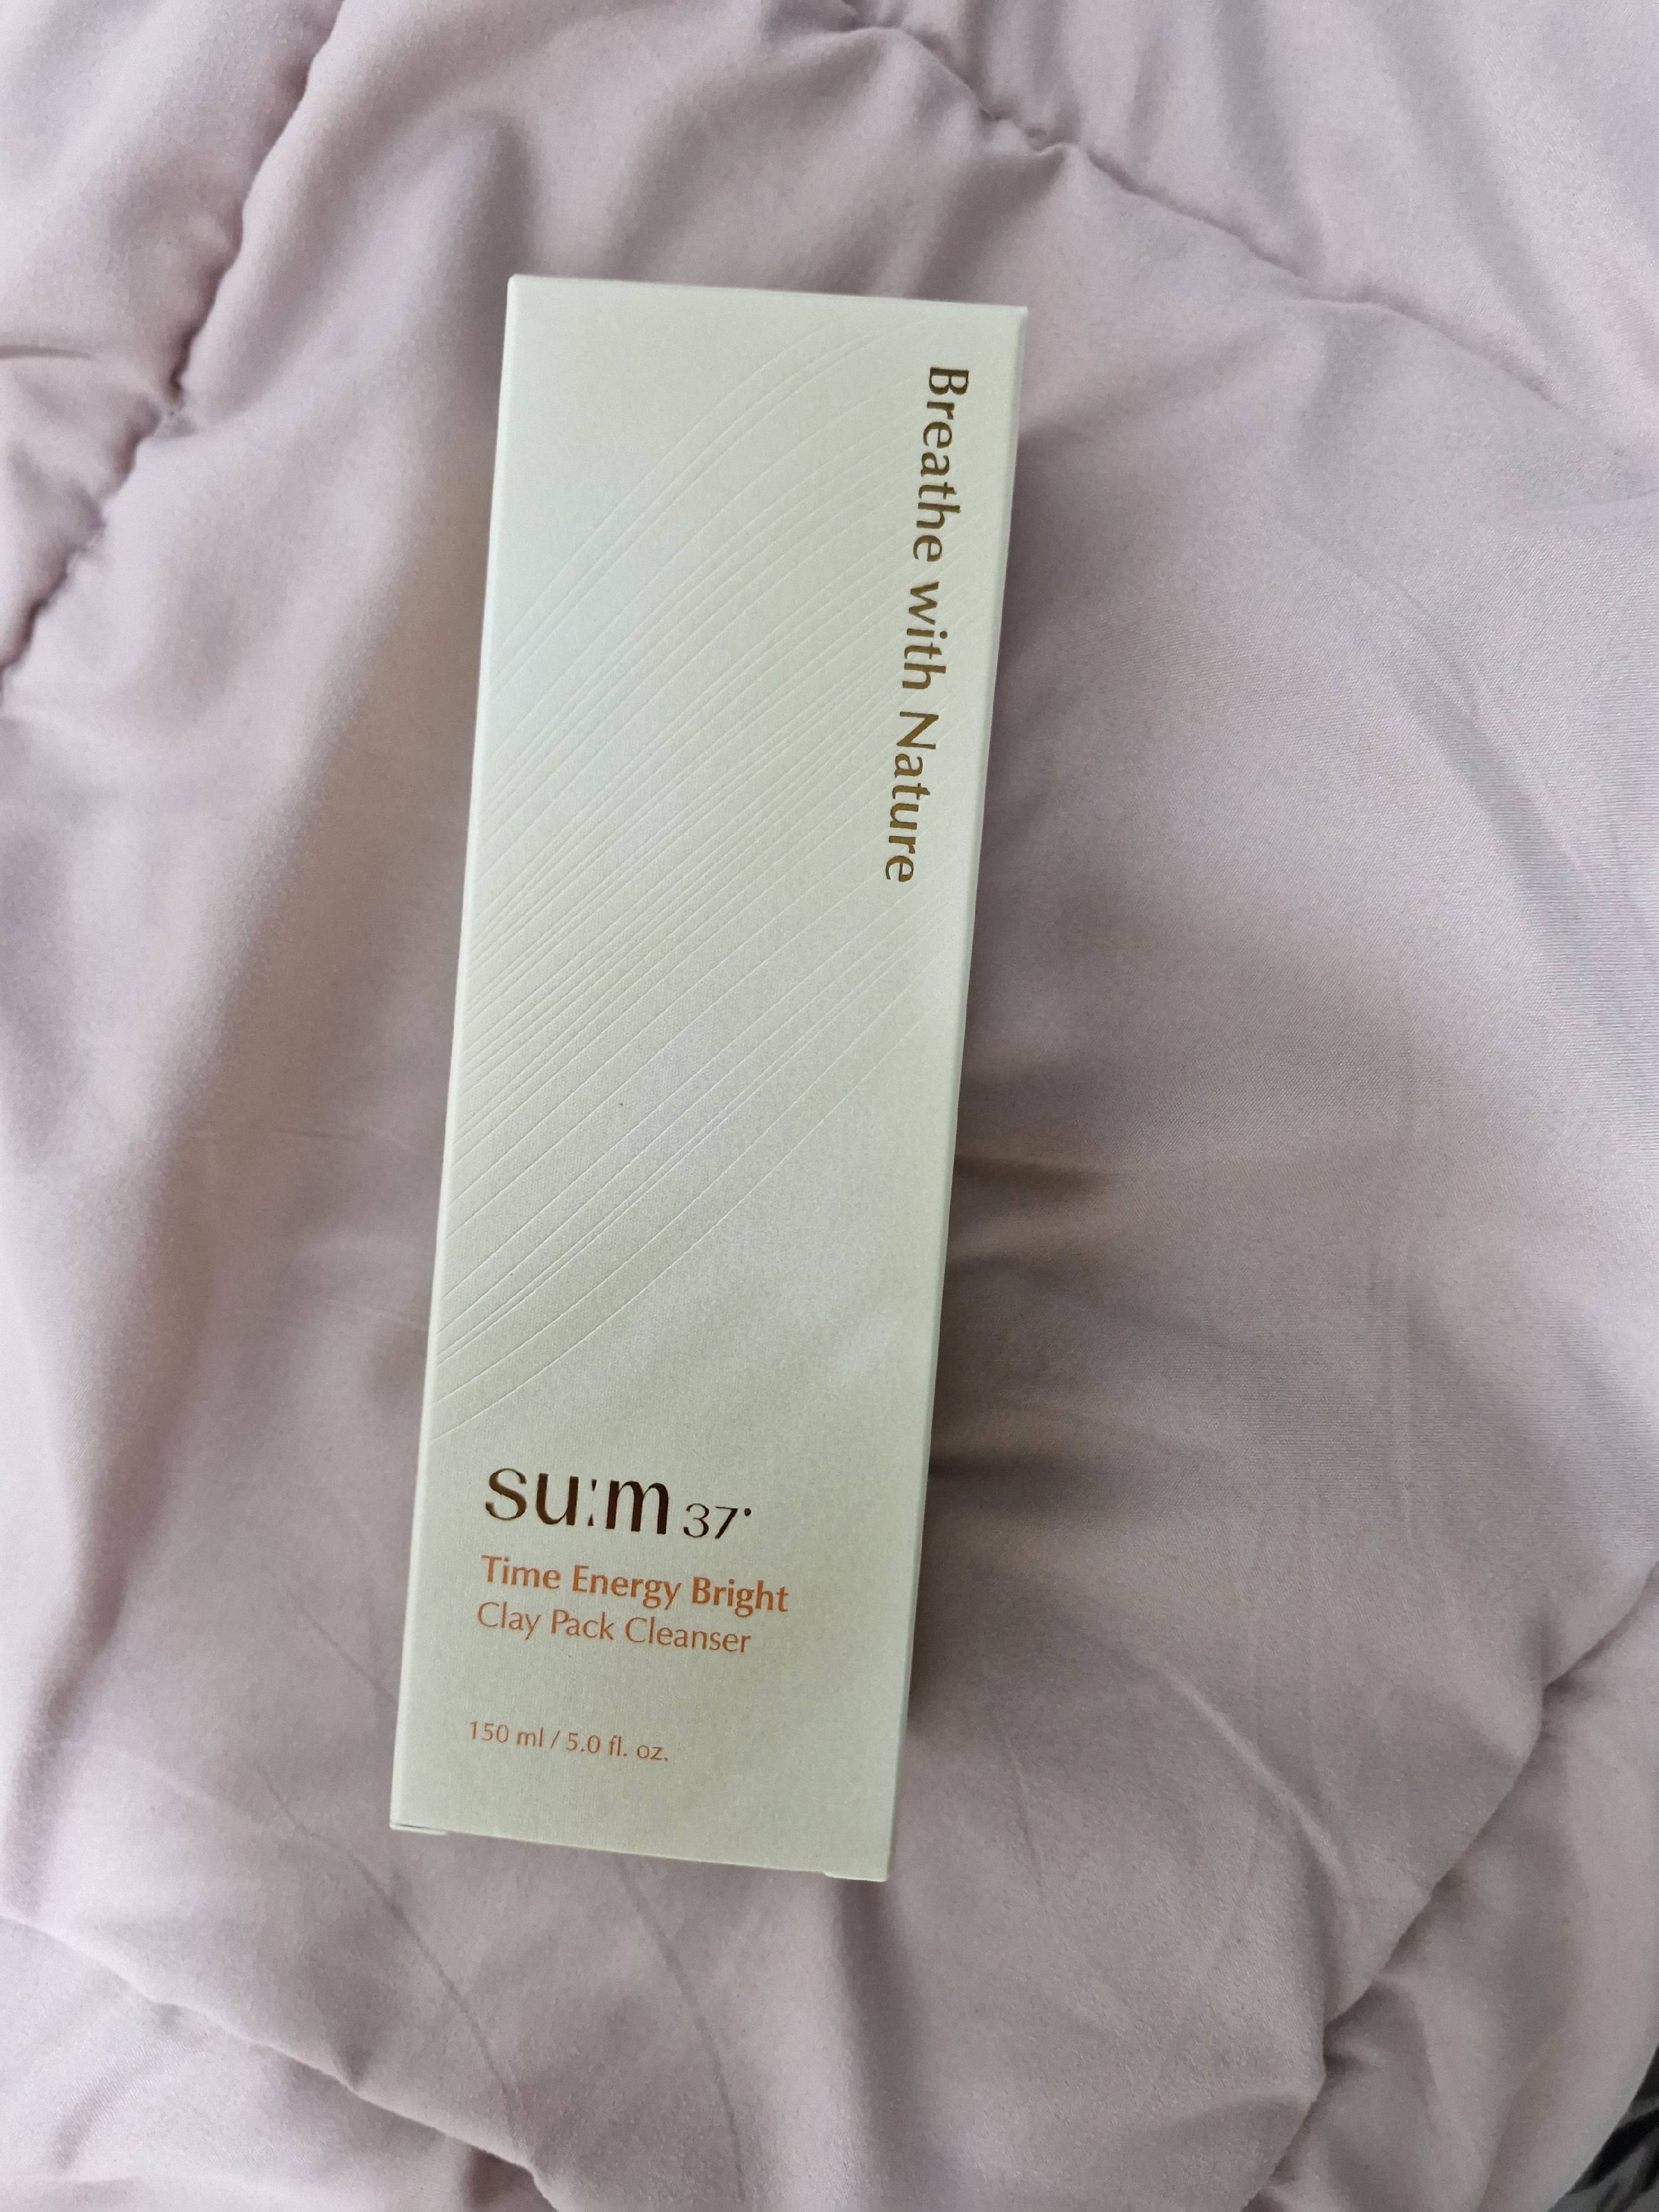 Breathe with Nature
su:m 37°
Time Energy Bright
Clay Pack Cleanser
150 ml / 5.0 fl. oz.